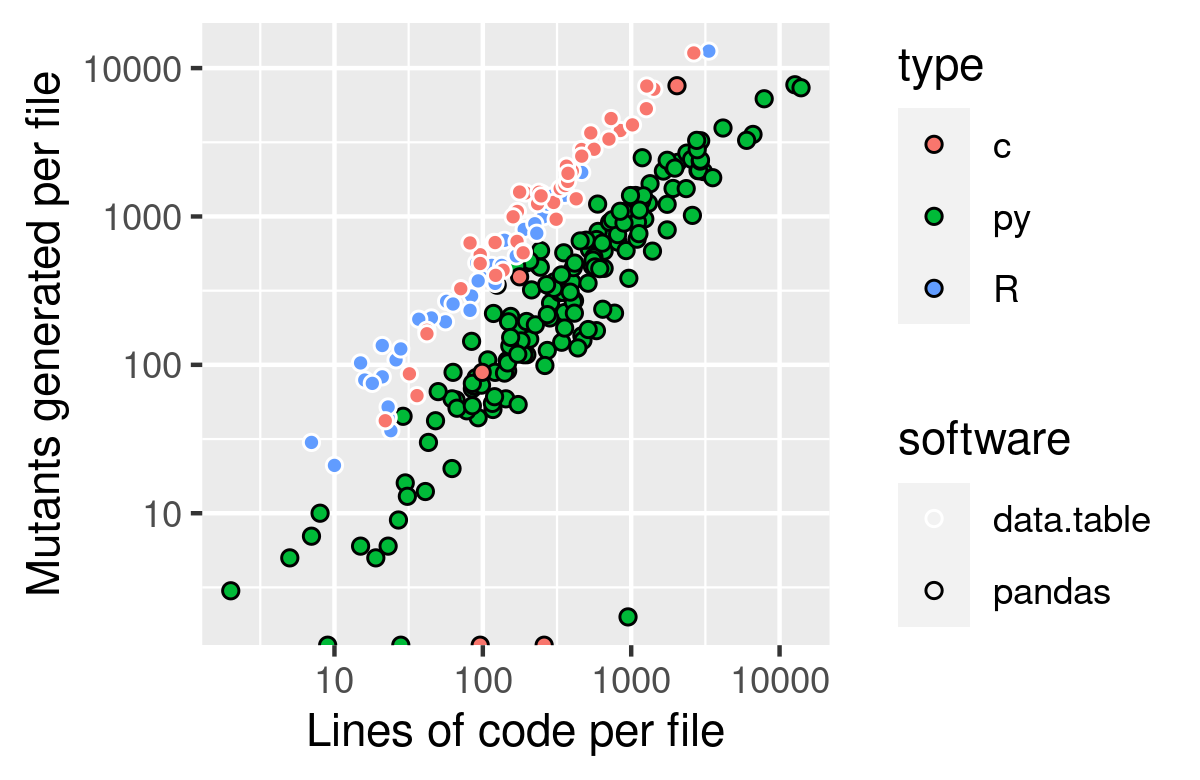 Mutants generated per file
10000
1000
100
10
10
100
1000
10000
Lines of code per file
type
c
py
R
software
data.table
pandas